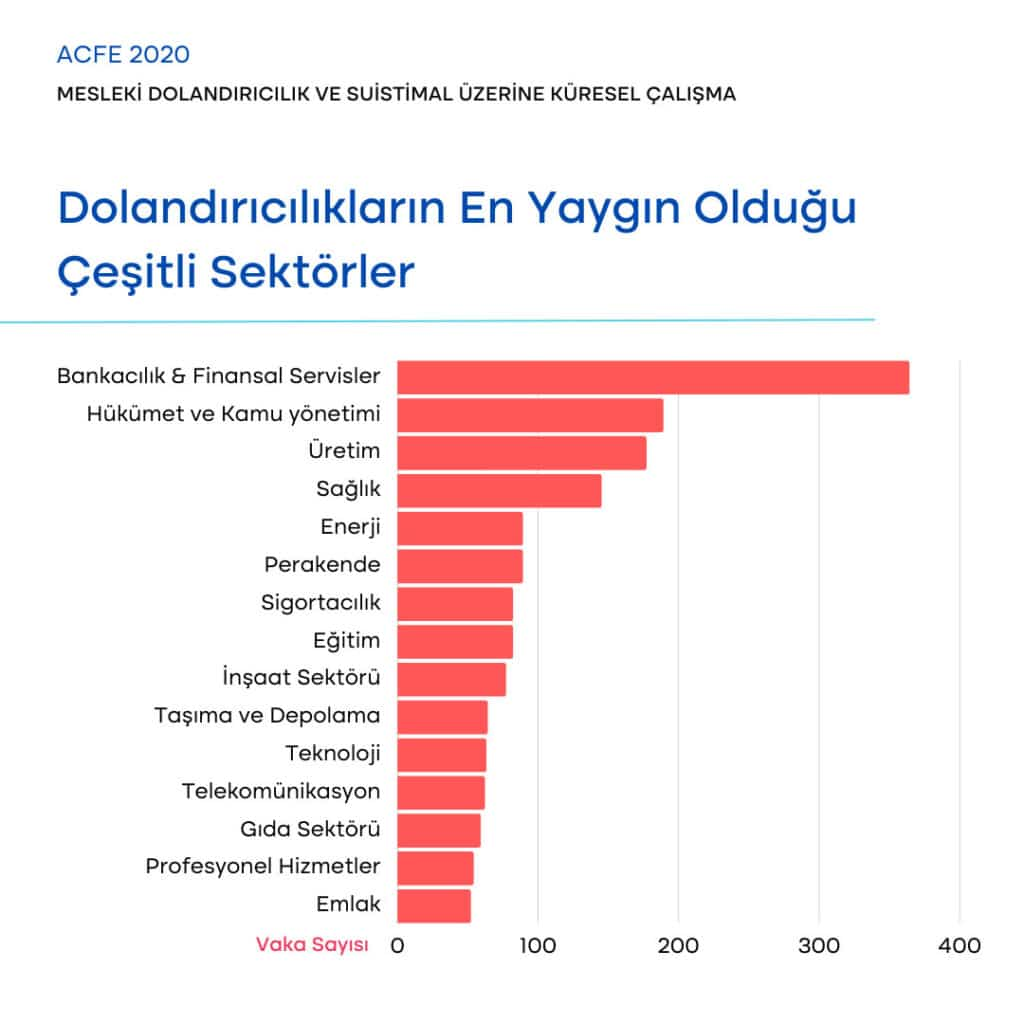 ACFE 2020
MESLEKİ DOLANDIRICILIK VE SUİSTİMAL ÜZERİNE KÜRESEL ÇALIŞMA
Dolandırıcılıkların En Yaygın Olduğu
Çeşitli Sektörler
Bankacılık & Finansal Servisler
Hükümet ve Kamu yönetimi
Üretim
Sağlık
Enerji
Perakende
Sigortacılık
Eğitim
İnşaat Sektörü
Taşıma ve Depolama
Teknoloji
Telekomünikasyon
Gıda Sektörü
Profesyonel Hizmetler
Emlak
Vaka Sayısı 0 100 200 300 400